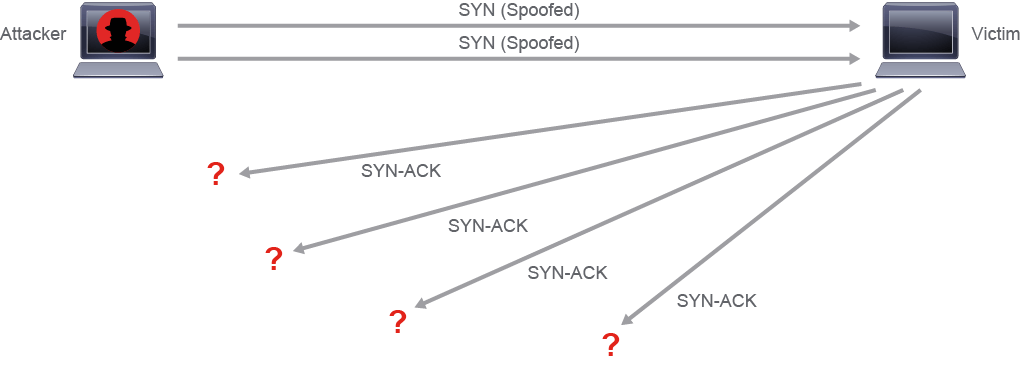 SYN (Spoofed)
Attacker
Victim
SYN (Spoofed)
?
SYN-ACK
SYN-ACK
?
SYN-ACK
SYN-ACK
?
?